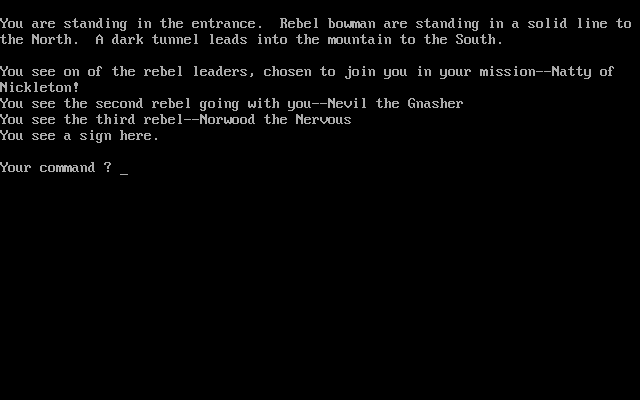 You are standing in the entrance.  Rebel bowman are standing in a solid line to
the North.  A dark tunnel leads into the mountain to the South.
You see on of the rebel leaders, chosen to join you in your mission--Natty of
Nickleton!
You see the second rebel going with you--Nevil the Gnasher
You see the third rebel--Norwood the Nervous
You see a sign here.
Your command ? _